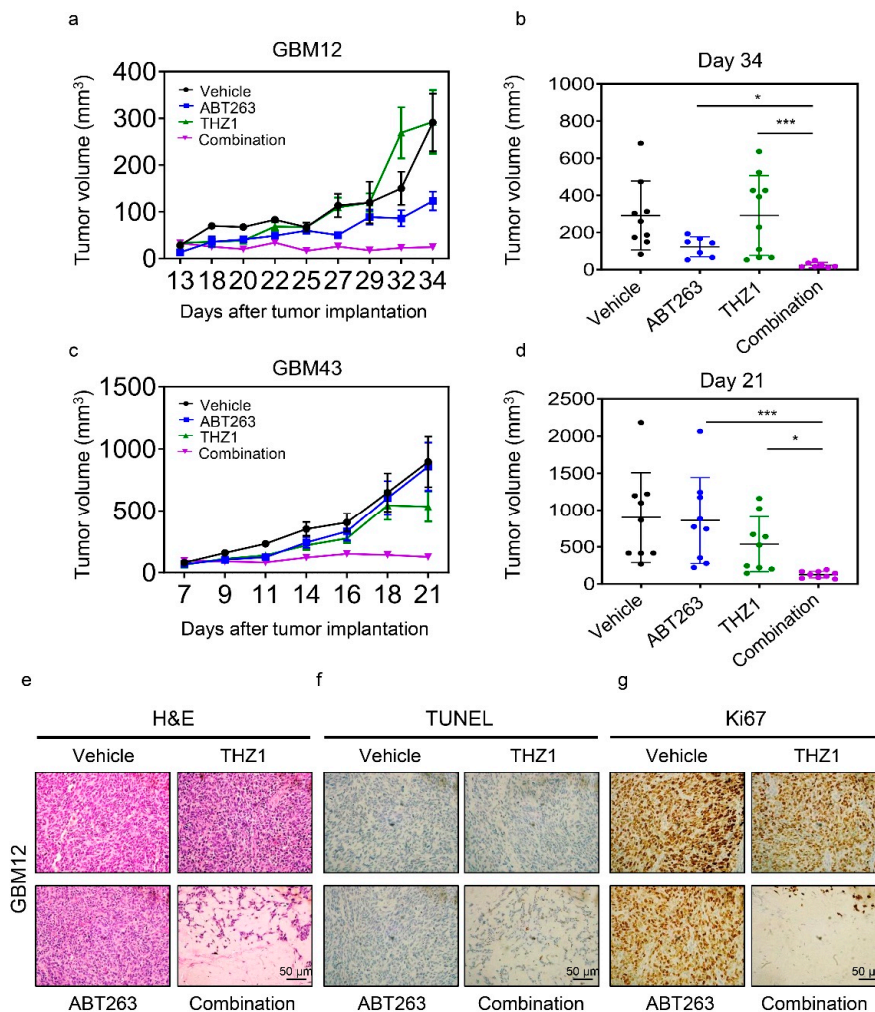 a
GBM12
Tumor volume (mm³)
400
300
200
100
0
Vehicle
ABT263
THZ1
Combination
13 18 20 22 25 27 29 32 34
Days after tumor implantation
b
Day 34
Tumor volume (mm³)
1000
800
600
400
200
0
*
***
Vehicle
ABT263
THZ1
Combination
c
GBM43
Tumor volume (mm³)
1500
1000
500
0
Vehicle
ABT263
THZ1
Combination
7 9 11 14 16 18 21
Days after tumor implantation
d
Day 21
Tumor volume (mm³)
2500
2000
1500
1000
500
0
***
*
Vehicle
ABT263
THZ1
Combination
e f g
H&E TUNEL Ki67
Vehicle THZ1 Vehicle THZ1 Vehicle THZ1
GBM12
50 µm 50 µm 50 µm
ABT263 Combination ABT263 Combination ABT263 Combination